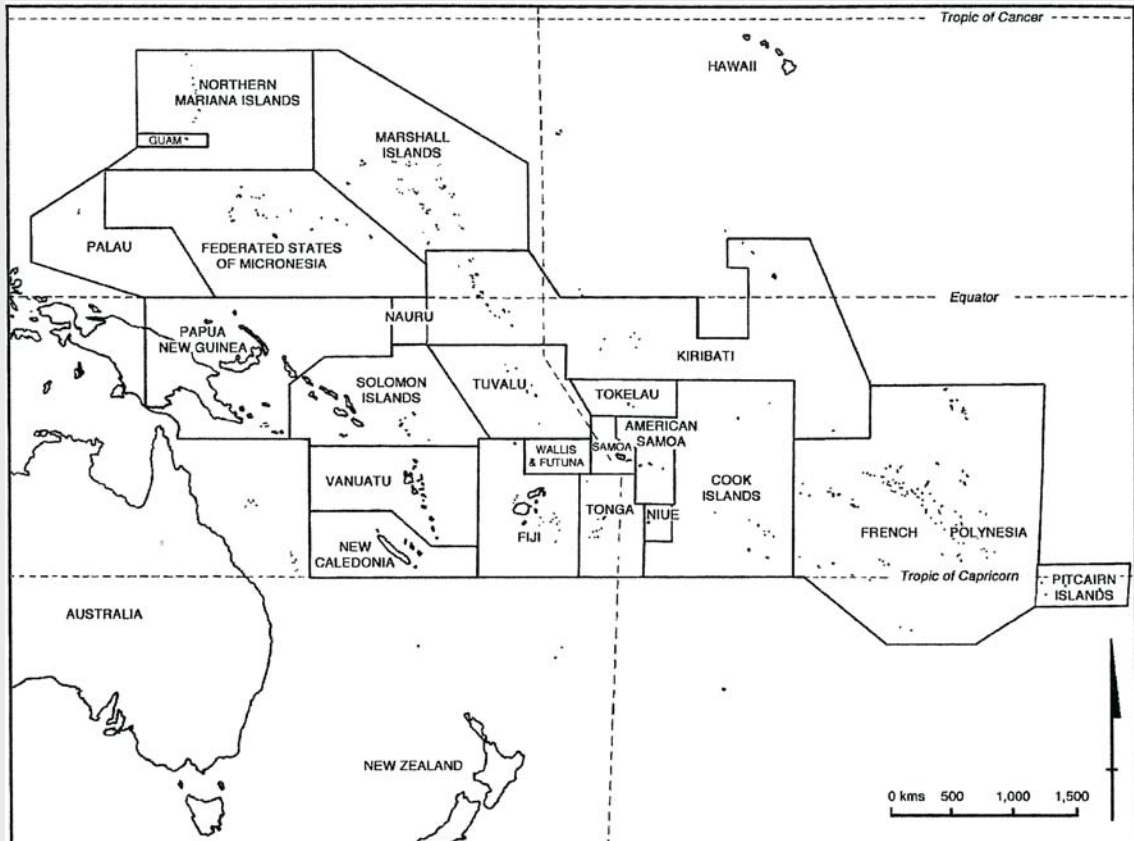 Tropic of Cancer
HAWAII
NORTHERN
MARIANA ISLANDS
GUAM
MARSHALL
ISLANDS
PALAU
FEDERATED STATES
OF MICRONESIA
Equator
NAURU
PAPUA
NEW GUINEA
KIRIBATI
SOLOMON
ISLANDS
TUVALU
TOKELAU
AMERICAN
SAMOA
SAMOA
WALLIS
& FUTUNA
VANUATU
COOK
ISLANDS
TONGA
NIUE
FIJI
FRENCH POLYNESIA
NEW
CALEDONIA
Tropic of Capricorn
PITCAIRN
ISLANDS
AUSTRALIA
NEW ZEALAND
0 kms 500 1,000 1,500